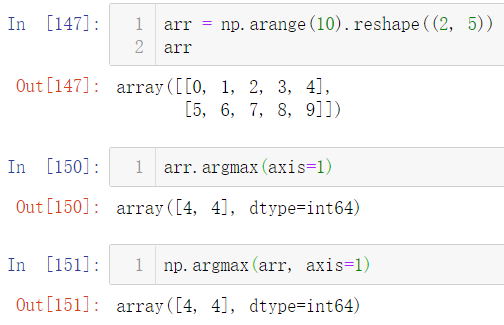 In [147]: 1 arr = np.arange(10).reshape((2, 5))
2 arr
Out[147]: array([[0, 1, 2, 3, 4],
[5, 6, 7, 8, 9]])
In [150]: 1 arr.argmax(axis=1)
Out[150]: array([4, 4], dtype=int64)
In [151]: 1 np.argmax(arr, axis=1)
Out[151]: array([4, 4], dtype=int64)